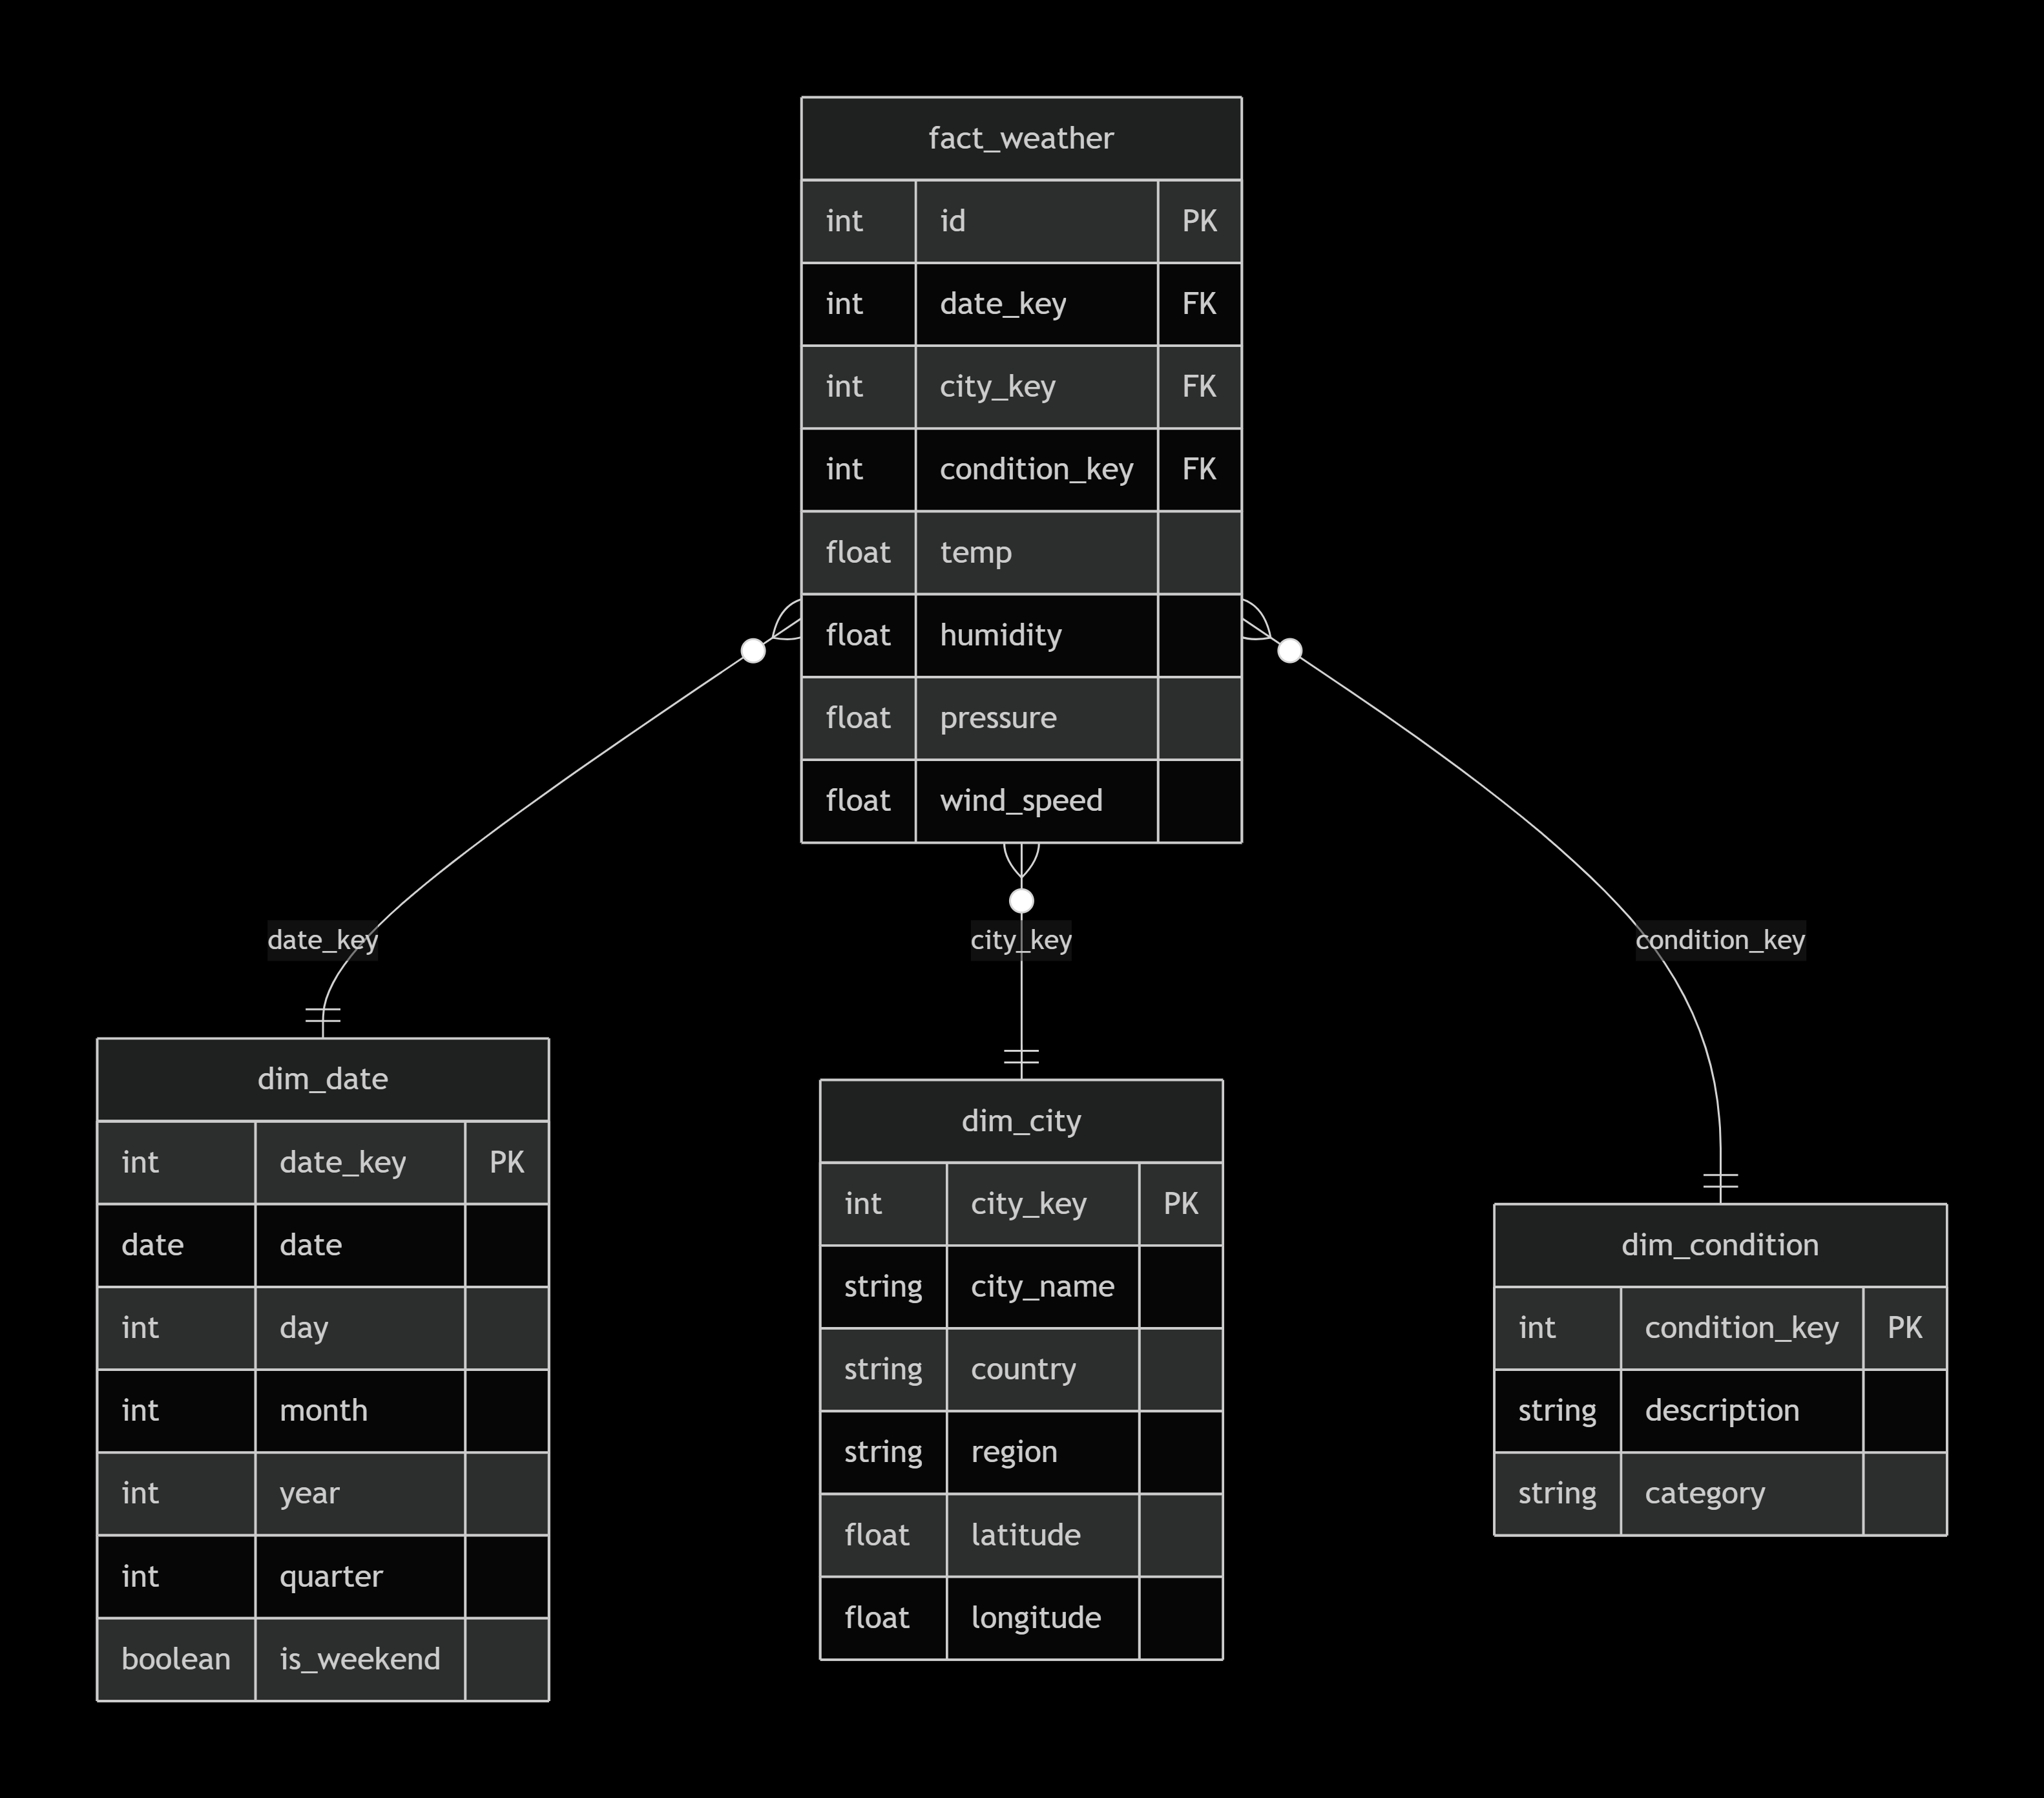 fact_weather
int id PK
int date_key FK
int city_key FK
int condition_key FK
float temp
float humidity
float pressure
float wind_speed
date_key
city_key
condition_key
dim_date
int date_key PK
date date
int day
int month
int year
int quarter
boolean is_weekend
dim_city
int city_key PK
string city_name
string country
string region
float latitude
float longitude
dim_condition
int condition_key PK
string description
string category